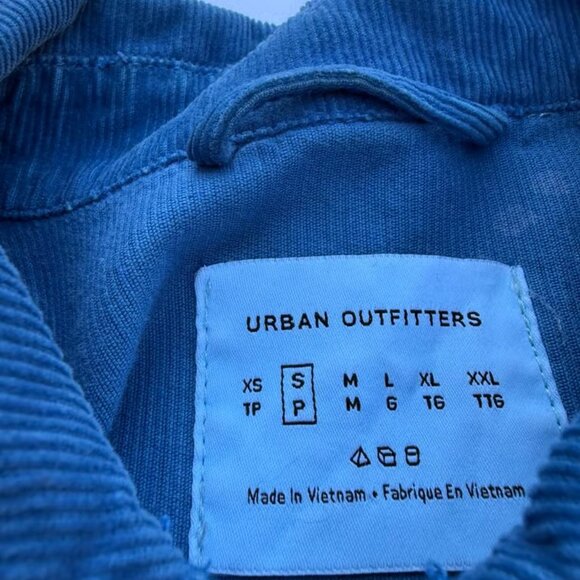 URBAN OUTFITTERS
XS S M L XL XXL
TP P M G TG TTG
Made In Vietnam • Fabrique En Vietnam